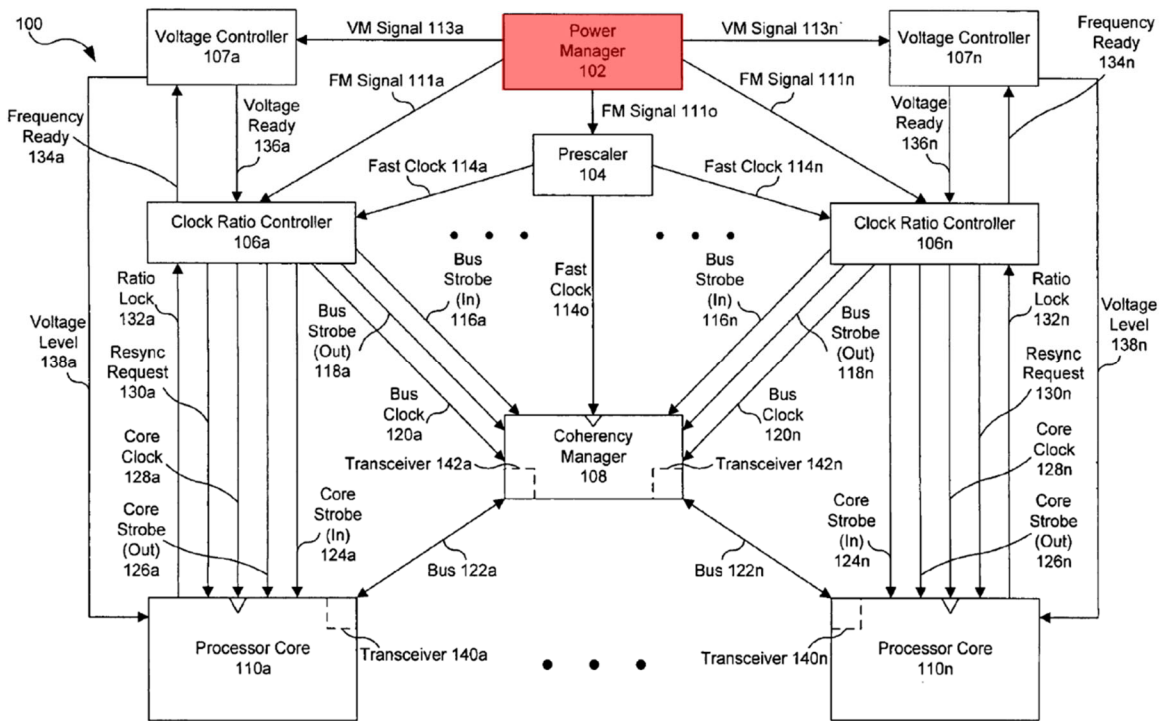 100
Voltage Controller
107a
VM Signal 113a
Power
Manager
102
VM Signal 113n
Voltage Controller
107n
Frequency
Ready
134n
FM Signal 111a
FM Signal 111n
FM Signal 111o
Frequency
Ready
134a
Voltage
Ready
136a
Voltage
Ready
136n
Fast Clock 114a
Prescaler
104
Fast Clock 114n
Clock Ratio Controller
106a
Clock Ratio Controller
106n
Ratio
Lock
132a
Bus
Strobe
(In)
116a
Fast
Clock
114o
Bus
Strobe
(In)
116n
Ratio
Lock
132n
Voltage
Level
138a
Bus
Strobe
(Out)
118a
Bus
Strobe
(Out)
118n
Voltage
Level
138n
Resync
Request
130a
Resync
Request
130n
Bus
Clock
120a
Bus
Clock
120n
Core
Clock
128a
Coherency
Manager
108
Core
Clock
128n
Transceiver 142a
Transceiver 142n
Core
Strobe
(Out)
126a
Core
Strobe
(In)
124a
Core
Strobe
(In)
124n
Core
Strobe
(Out)
126n
Bus 122a
Bus 122n
Processor Core
110a
Transceiver 140a
Transceiver 140n
Processor Core
110n